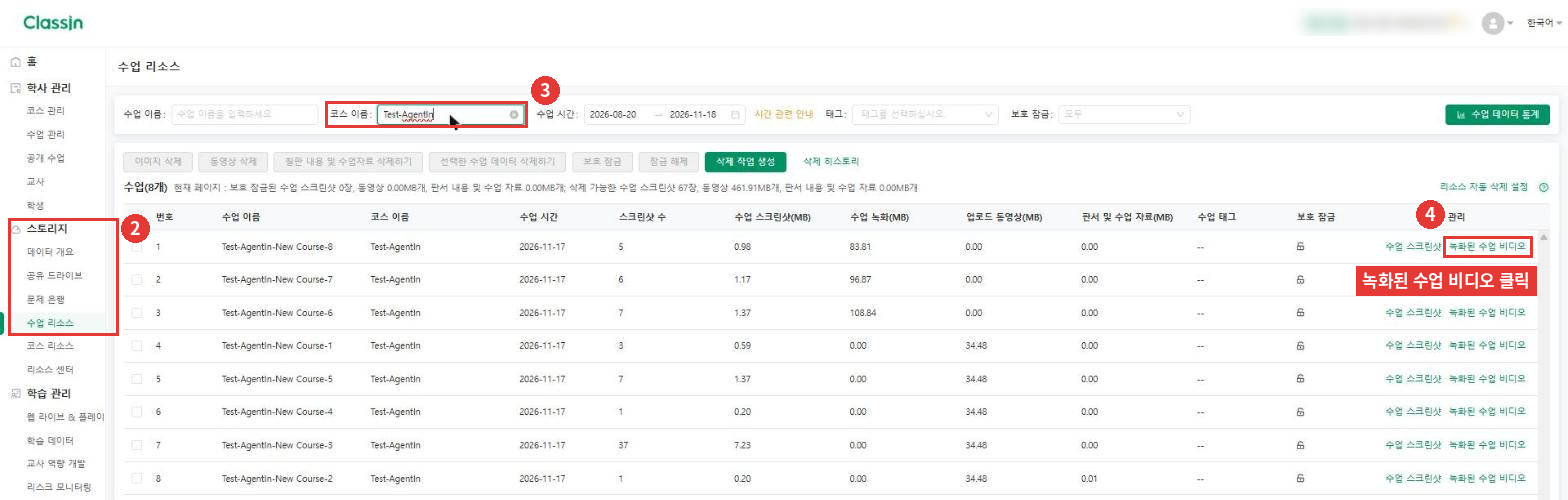 ClassIn
한국어
홈
수업 리소스
학사 관리
코스 관리
수업 관리
공개 수업
교사
학생
스토리지
데이터 개요
공유 드라이브
문제 은행
수업 리소스
코스 리소스
리소스 센터
학습 관리
웹 라이브 & 플레이
학습 데이터
교사 역량 개발
리스크 모니터링
2
3
수업 이름: 수업 이름을 입력하세요 코스 이름: Test-AgentIn 수업 시간: 2026-08-20 → 2026-11-18 시간 관련 안내 태그: 태그를 선택하십시오. 보호 잠금: 모두 수업 데이터 통계
이미지 삭제 동영상 삭제 칠판 내용 및 수업자료 삭제하기 선택한 수업 데이터 삭제하기 보호 잠금 잠금 해제 삭제 작업 생성 삭제 히스토리
수업(8개) 현재 페이지 : 보호 잠금된 수업 스크린샷 0장, 동영상 0.00MB개, 판서 내용 및 수업 자료 0.00MB개; 삭제 가능한 수업 스크린샷 67장, 동영상 461.91MB개, 판서 내용 및 수업 자료 0.00MB개 리소스 자동 삭제 설정
번호 수업 이름 코스 이름 수업 시간 스크린샷 수 수업 스크린샷(MB) 수업 녹화(MB) 업로드 동영상(MB) 판서 및 수업 자료(MB) 수업 태그 보호 잠금 4 관리
1 Test-AgentIn-New Course-8 Test-AgentIn 2026-11-17 5 0.98 83.81 0.00 0.00 -- 수업 스크린샷 녹화된 수업 비디오
2 Test-AgentIn-New Course-7 Test-AgentIn 2026-11-17 6 1.17 96.87 0.00 0.00 -- 녹화된 수업 비디오 클릭
3 Test-AgentIn-New Course-6 Test-AgentIn 2026-11-17 7 1.37 108.84 0.00 0.00 -- 수업 스크린샷 녹화된 수업 비디오
4 Test-AgentIn-New Course-1 Test-AgentIn 2026-11-17 3 0.59 0.00 34.48 0.00 -- 수업 스크린샷 녹화된 수업 비디오
5 Test-AgentIn-New Course-5 Test-AgentIn 2026-11-17 7 1.37 0.00 34.48 0.00 -- 수업 스크린샷 녹화된 수업 비디오
6 Test-AgentIn-New Course-4 Test-AgentIn 2026-11-17 1 0.20 0.00 34.48 0.00 -- 수업 스크린샷 녹화된 수업 비디오
7 Test-AgentIn-New Course-3 Test-AgentIn 2026-11-17 37 7.23 0.00 34.48 0.00 -- 수업 스크린샷 녹화된 수업 비디오
8 Test-AgentIn-New Course-2 Test-AgentIn 2026-11-17 1 0.20 0.00 34.48 0.01 -- 수업 스크린샷 녹화된 수업 비디오